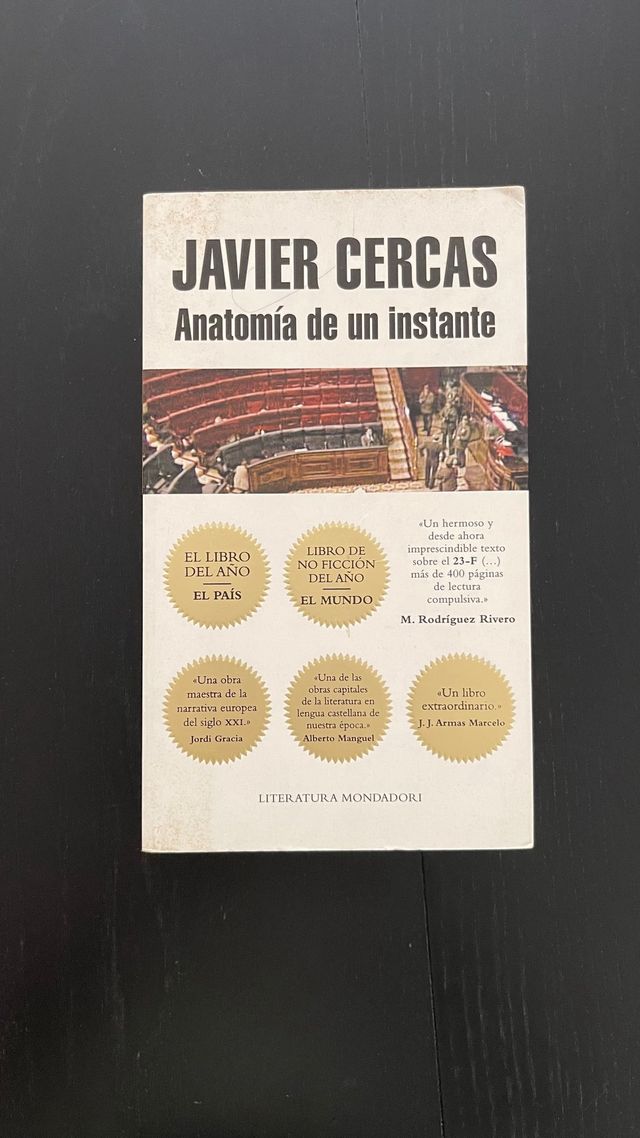 JAVIER CERCAS
Anatomía de un instante
EL LIBRO
DEL AÑO
EL PAÍS
LIBRO DE
NO FICCIÓN
DEL AÑO
EL MUNDO
«Un hermoso y
desde ahora
imprescindible texto
sobre el 23-F (...)
más de 400 páginas
de lectura
compulsiva.»
M. Rodríguez Rivero
«Una obra
maestra de la
narrativa europea
del siglo XXI.»
Jordi Gracia
«Una de las
obras capitales
de la literatura en
lengua castellana de
nuestra época.»
Alberto Manguel
«Un libro
extraordinario.»
J. J. Armas Marcelo
LITERATURA MONDADORI